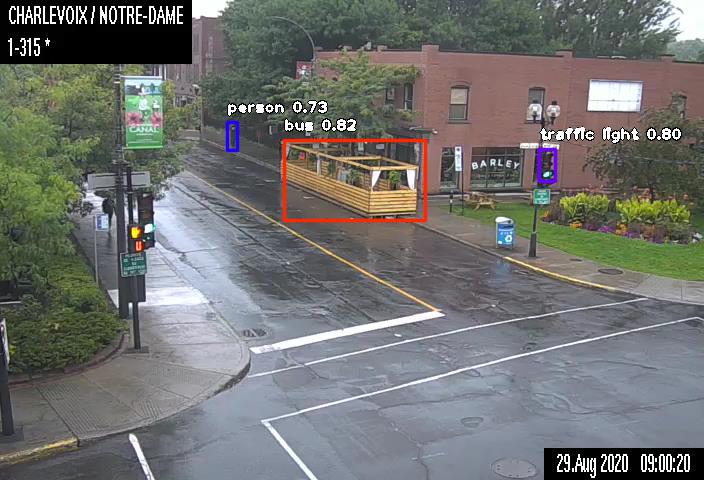 CHARLEVOIX / NOTRE-DAME
1-315 *
person 0.73
bus 0.82
traffic light 0.80
CANAL
BARLEY
29.Aug 2020 09:00:20